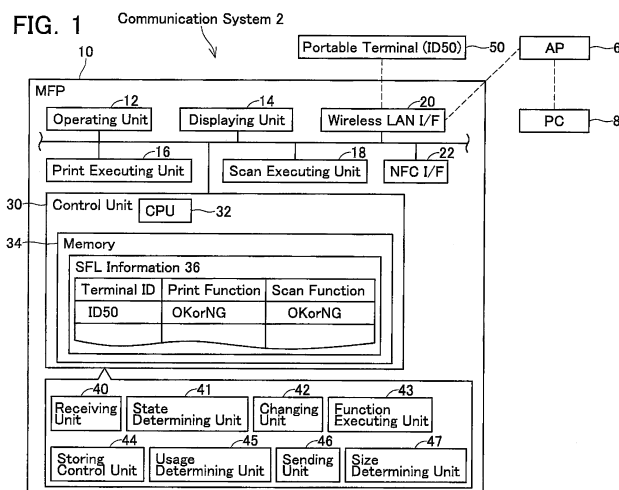 FIG. 1
Communication System 2
10
Portable Terminal (ID50)
50
AP
6
MFP
12
14
20
Operating Unit
Displaying Unit
Wireless LAN I/F
PC
8
16
18
22
Print Executing Unit
Scan Executing Unit
NFC I/F
30
Control Unit
CPU
32
34
Memory
SFL Information 36
Terminal ID
Print Function
Scan Function
ID50
OKorNG
OKorNG
40
41
42
43
Receiving Unit
State Determining Unit
Changing Unit
Function Executing Unit
44
45
46
47
Storing Control Unit
Usage Determining Unit
Sending Unit
Size Determining Unit